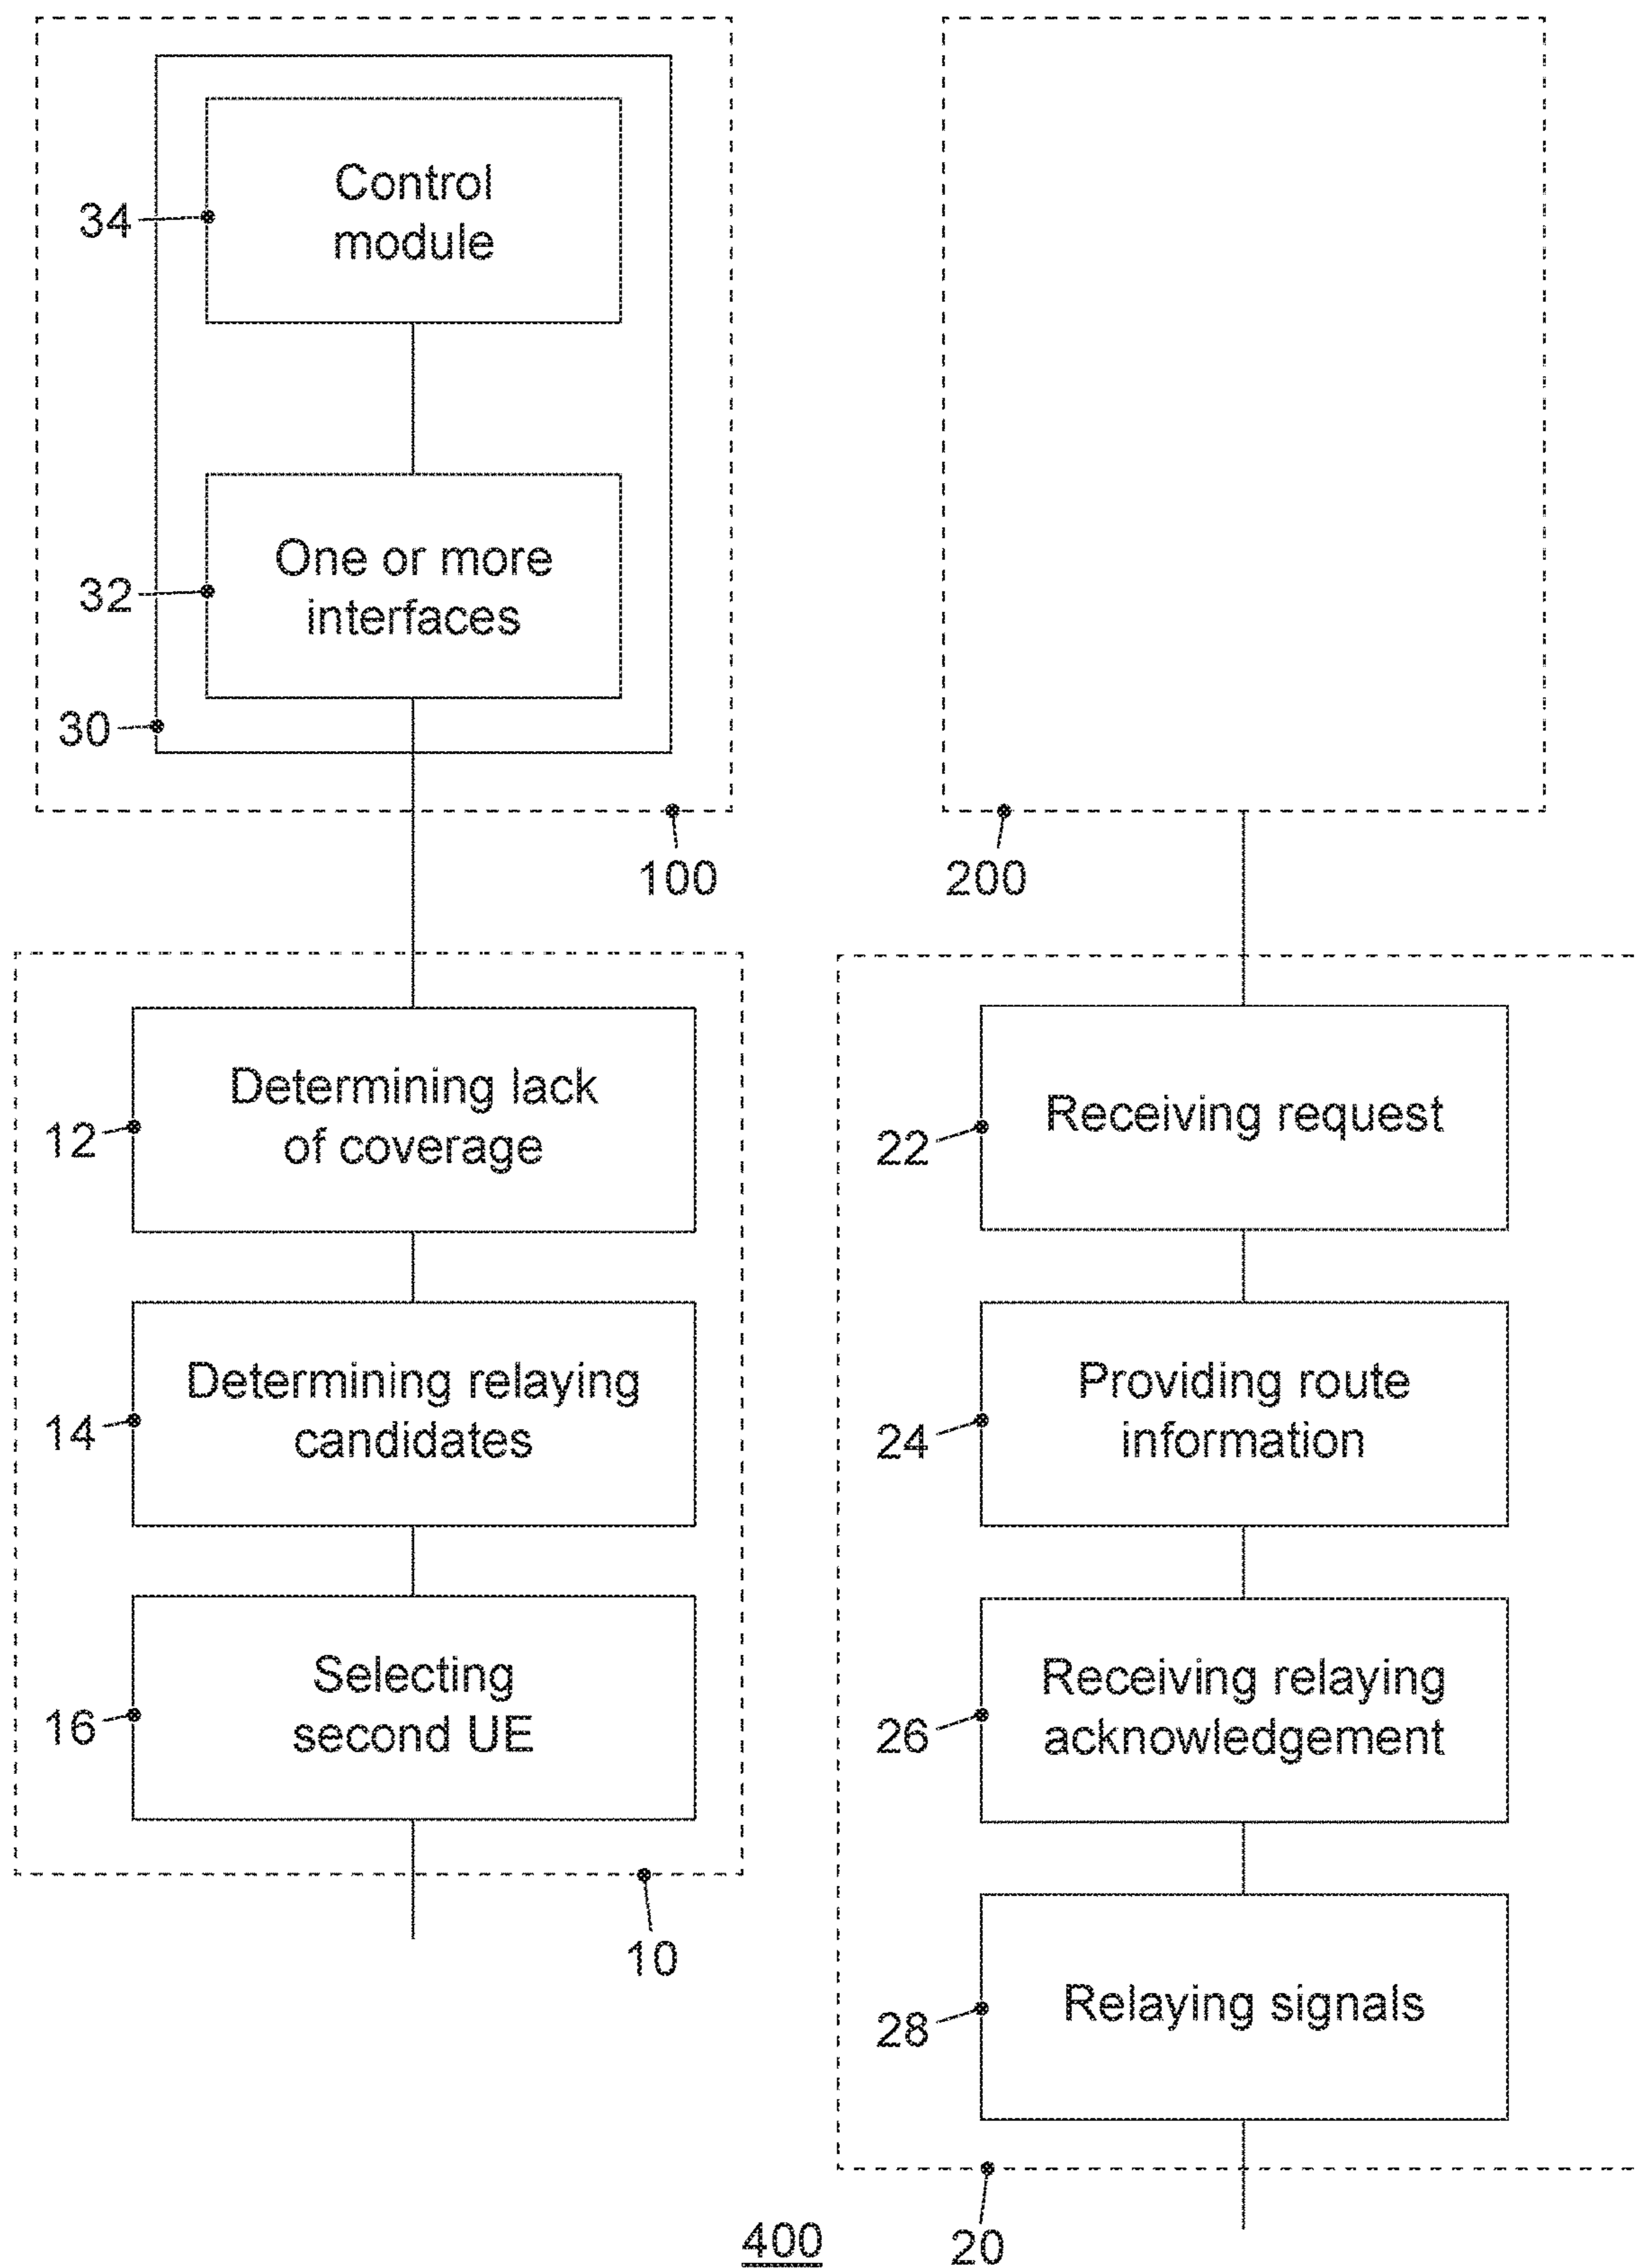 Control
module
34
One or more
interfaces
32
30
100
200
Determining lack
of coverage
12
Determining relaying
candidates
14
Selecting
second UE
16
10
Receiving request
22
Providing route
information
24
Receiving relaying
acknowledgement
26
Relaying signals
28
20
400